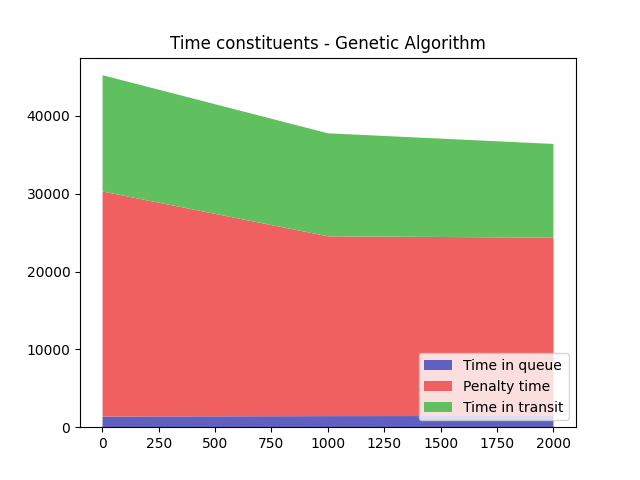 Time constituents - Genetic Algorithm
40000
30000
20000
10000
0
Time in queue
Penalty time
Time in transit
0 250 500 750 1000 1250 1500 1750 2000